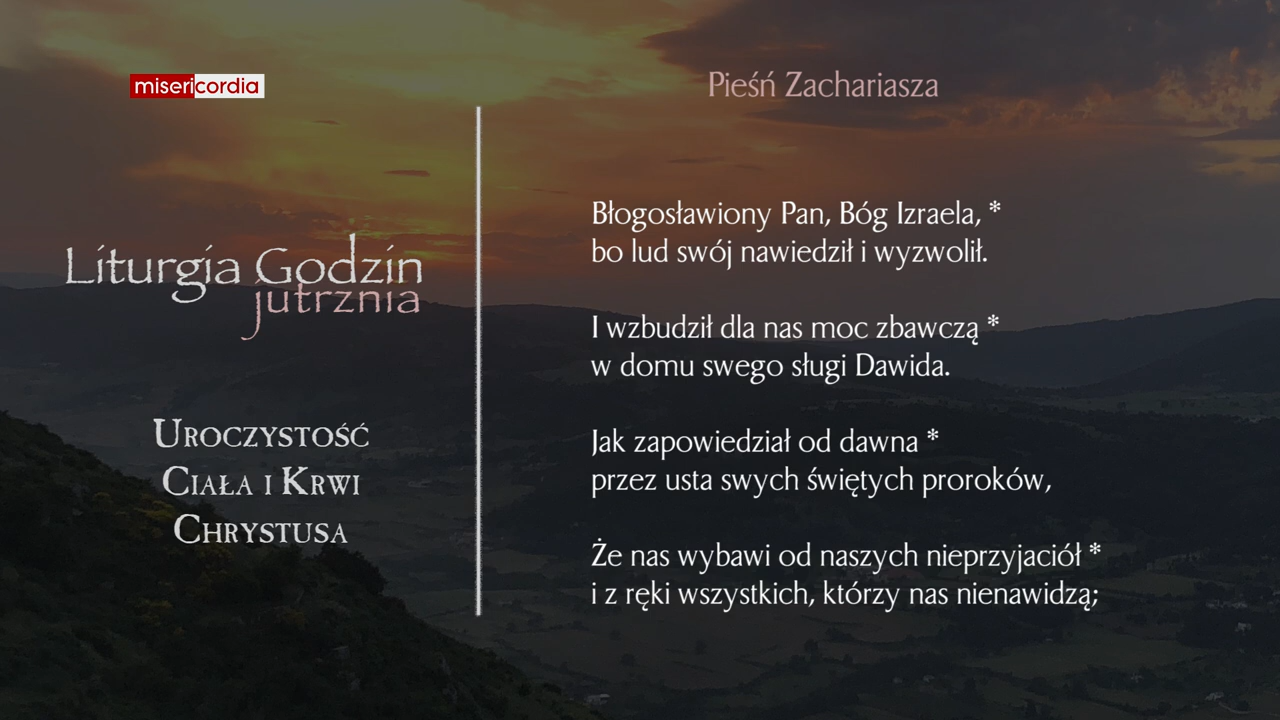 misericordia
Liturgia Godzin
jutrznia
Uroczystość
Ciała i Krwi
Chrystusa
Pieśń Zachariasza
Błogosławiony Pan, Bóg Izraela, *
bo lud swój nawiedził i wyzwolił.
I wzbudził dla nas moc zbawczą *
w domu swego sługi Dawida.
Jak zapowiedział od dawna *
przez usta swych świętych proroków,
Że nas wybawi od naszych nieprzyjaciół *
i z ręki wszystkich, którzy nas nienawidzą;